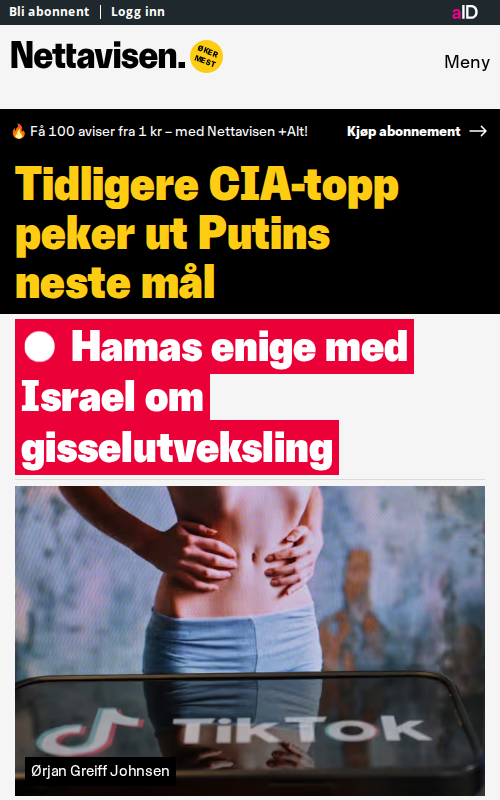 Bli abonnent | Logg inn
aID
Nettavisen.
ØKER
MEST
Meny
🔥 Få 100 aviser fra 1 kr – med Nettavisen +Alt!
Kjøp abonnement →
Tidligere CIA-topp
peker ut Putins
neste mål
Hamas enige med
Israel om
gisselutveksling
TikTok
Ørjan Greiff Johnsen